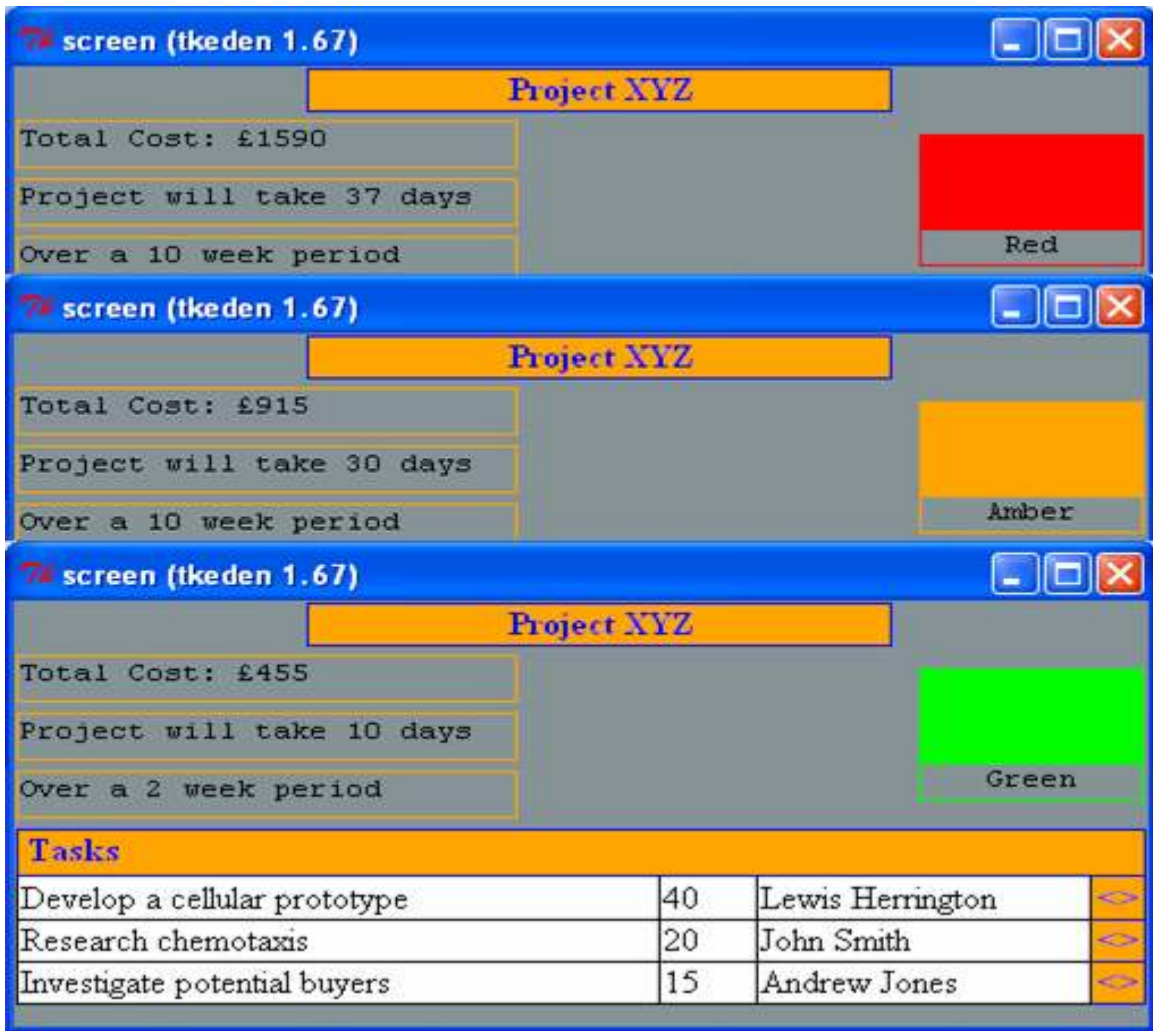 screen (tkeden 1.67)
Project XYZ
Total Cost: £1590
Project will take 37 days
Over a 10 week period
Red
screen (tkeden 1.67)
Project XYZ
Total Cost: £915
Project will take 30 days
Over a 10 week period
Amber
screen (tkeden 1.67)
Project XYZ
Total Cost: £455
Project will take 10 days
Over a 2 week period
Green
Tasks
Develop a cellular prototype 40 Lewis Herrington <>
Research chemotaxis 20 John Smith <>
Investigate potential buyers 15 Andrew Jones <>